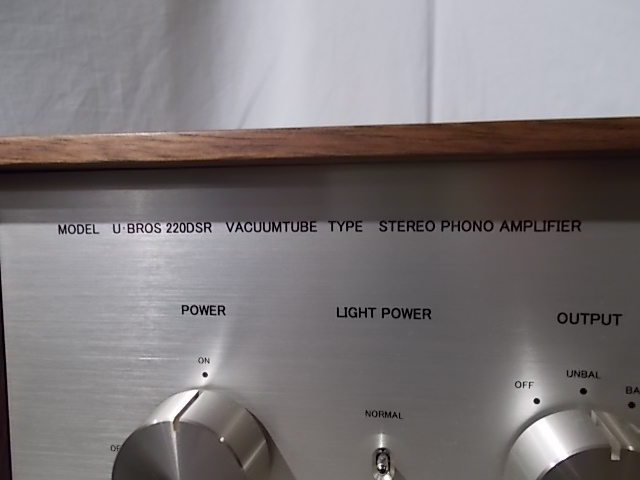 MODEL U·BROS 220DSR VACUUMTUBE TYPE STEREO PHONO AMPLIFIER
POWER LIGHT POWER OUTPUT
ON
OFF UNBAL
NORMAL